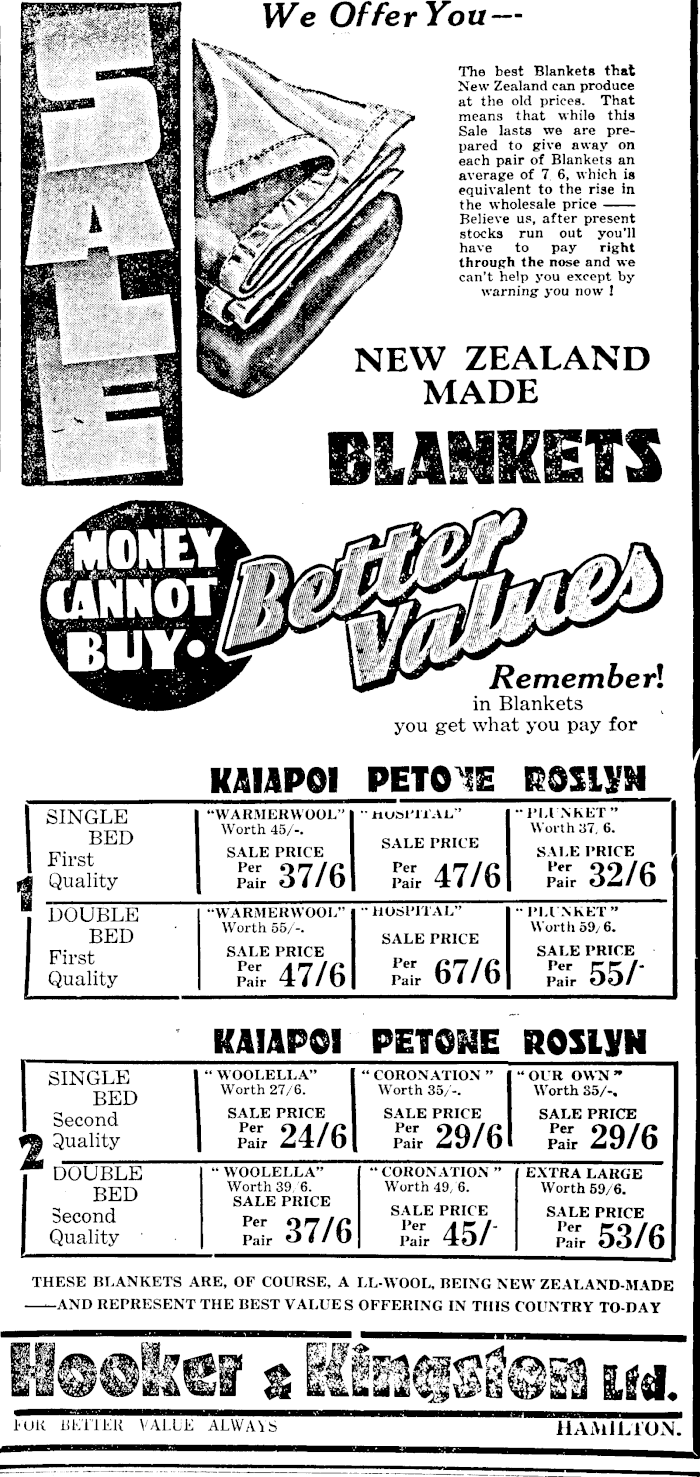 SALE
We Offer You—-
The best Blankets that
New Zealand can produce
at the old prices. That
means that while this
Sale lasts we are pre-
pared to give away on
each pair of Blankets an
average of 7 6, which is
equivalent to the rise in
the wholesale price ——
Believe us, after present
stocks run out you'll
have to pay right
through the nose and we
can't help you except by
warning you now !
NEW ZEALAND
MADE
BLANKETS
MONEY
CANNOT
BUY.
Better
Values
Remember!
in Blankets
you get what you pay for
KAIAPOI PETONE ROSLYN
1
SINGLE
BED
First
Quality
"WARMERWOOL"
Worth 45/-.
SALE PRICE
Per
Pair 37/6
"HOSPITAL"
SALE PRICE
Per
Pair 47/6
"PLUNKET"
Worth 37/6.
SALE PRICE
Per
Pair 32/6
DOUBLE
BED
First
Quality
"WARMERWOOL"
Worth 55/-.
SALE PRICE
Per
Pair 47/6
"HOSPITAL"
SALE PRICE
Per
Pair 67/6
"PLUNKET"
Worth 59/6.
SALE PRICE
Per
Pair 55/-
KAIAPOI PETONE ROSLYN
2
SINGLE
BED
Second
Quality
"WOOLELLA"
Worth 27/6.
SALE PRICE
Per
Pair 24/6
"CORONATION"
Worth 35/-.
SALE PRICE
Per
Pair 29/6
"OUR OWN"
Worth 35/-.
SALE PRICE
Per
Pair 29/6
DOUBLE
BED
Second
Quality
"WOOLELLA"
Worth 39/6.
SALE PRICE
Per
Pair 37/6
"CORONATION"
Worth 49/6.
SALE PRICE
Per
Pair 45/-
EXTRA LARGE
Worth 59/6.
SALE PRICE
Per
Pair 53/6
THESE BLANKETS ARE, OF COURSE, A LL-WOOL, BEING NEW ZEALAND-MADE
——AND REPRESENT THE BEST VALUES OFFERING IN THIS COUNTRY TO-DAY
Hooker & Kingston Ltd.
FOR BETTER VALUE ALWAYS HAMILTON.